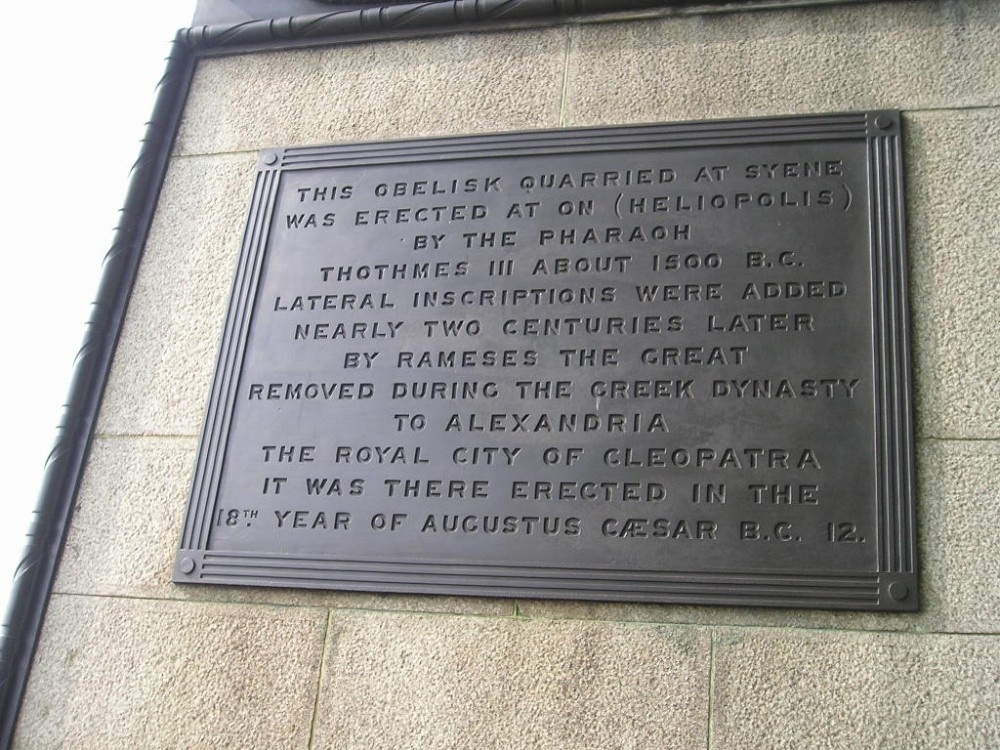 THIS OBELISK QUARRIED AT SYENE
WAS ERECTED AT ON (HELIOPOLIS)
BY THE PHARAOH
THOTHMES III ABOUT 1500 B.C.
LATERAL INSCRIPTIONS WERE ADDED
NEARLY TWO CENTURIES LATER
BY RAMESES THE GREAT
REMOVED DURING THE GREEK DYNASTY
TO ALEXANDRIA
THE ROYAL CITY OF CLEOPATRA
IT WAS THERE ERECTED IN THE
18TH. YEAR OF AUGUSTUS CÆSAR B.C. 12.